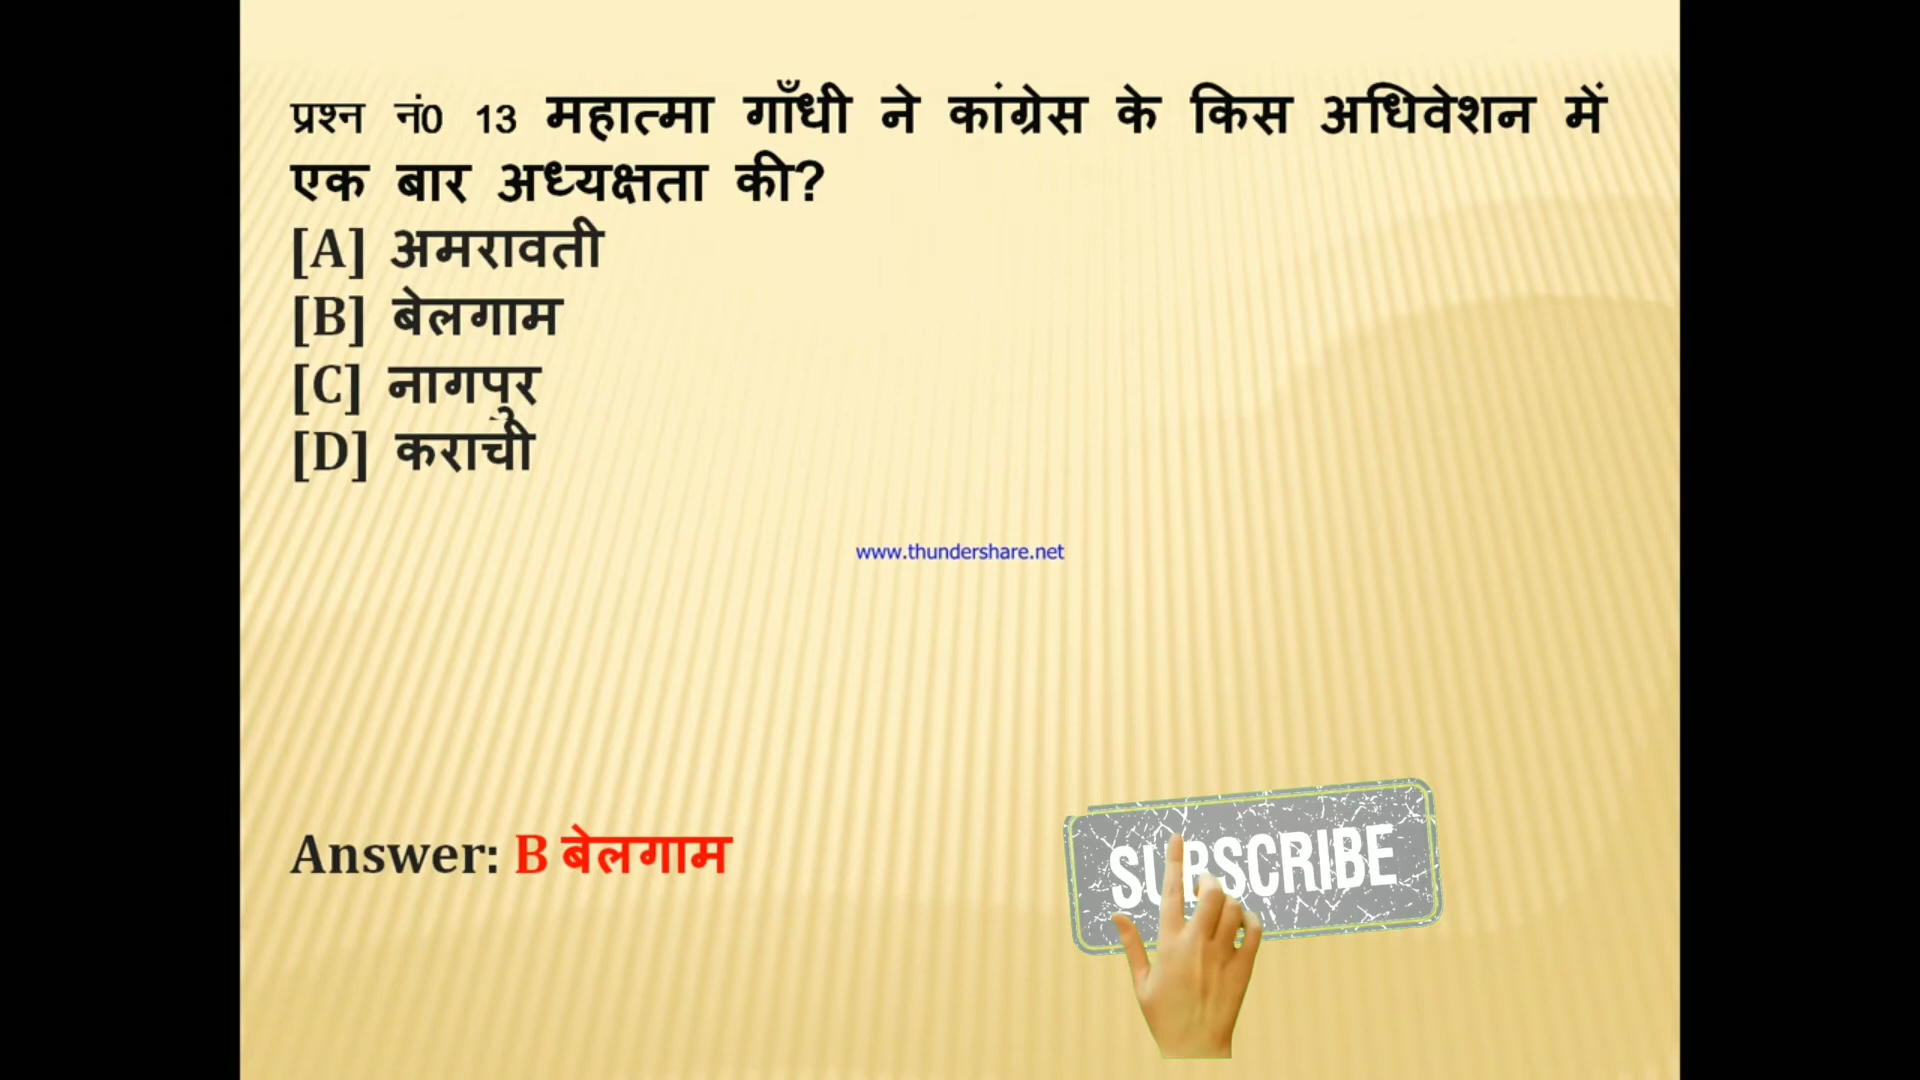 प्रश्न नं0 13 महात्मा गाँधी ने कांग्रेस के किस अधिवेशन में
एक बार अध्यक्षता की?
[A] अमरावती
[B] बेलगाम
[C] नागपुर
[D] कराची
www.thundershare.net
Answer: B बेलगाम
SUBSCRIBE